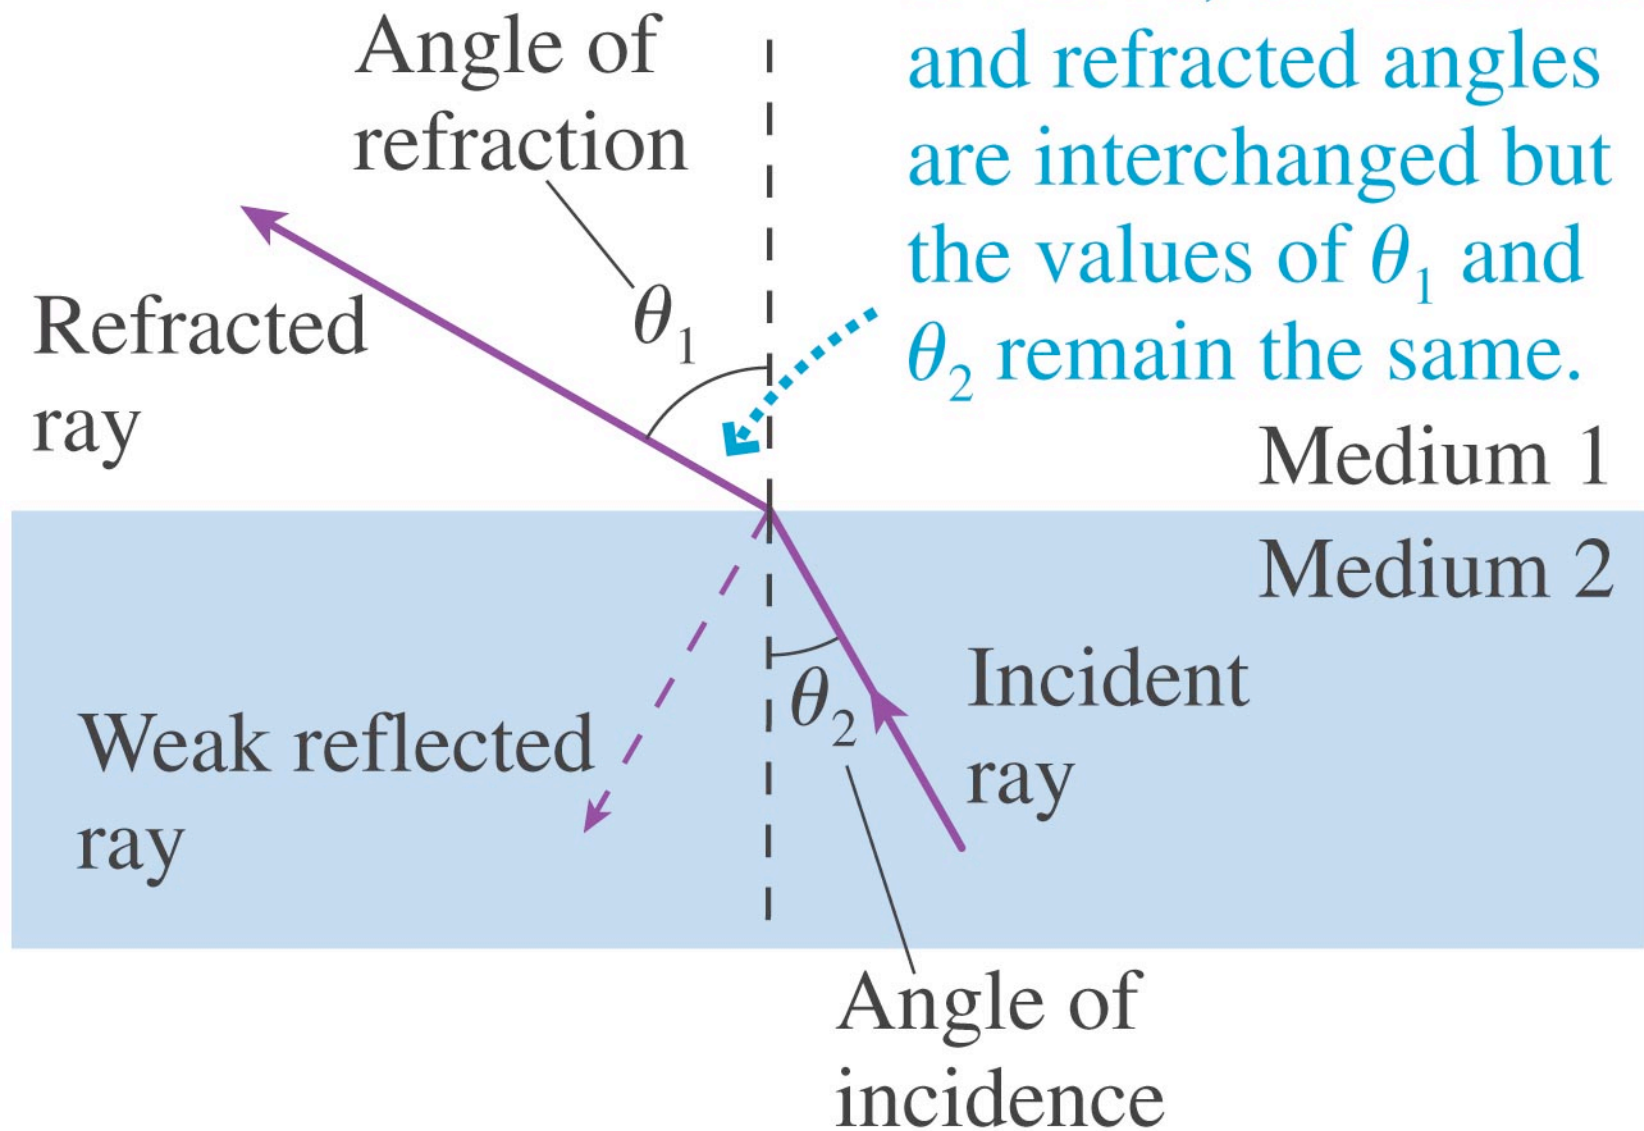 Angle of
refraction
and refracted angles
are interchanged but
the values of θ₁ and
θ₂ remain the same.
θ₁
Refracted
ray
Medium 1
Medium 2
Incident
ray
θ₂
Weak reflected
ray
Angle of
incidence